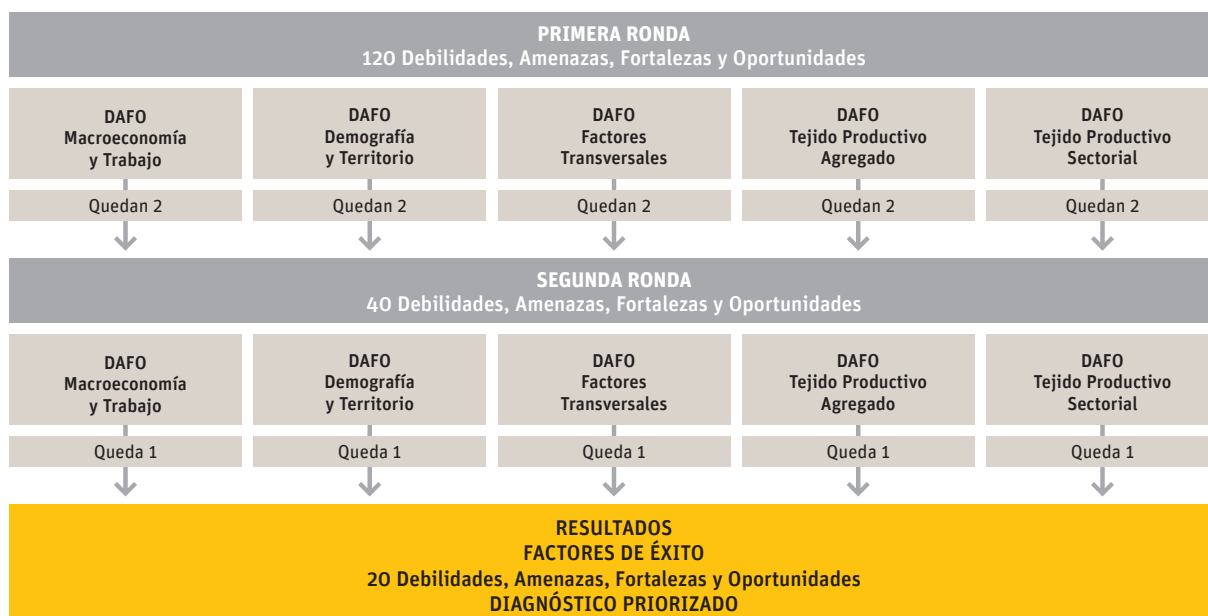 PRIMERA RONDA
120 Debilidades, Amenazas, Fortalezas y Oportunidades
DAFO
Macroeconomía
y Trabajo
DAFO
Demografía
y Territorio
DAFO
Factores
Transversales
DAFO
Tejido Productivo
Agregado
DAFO
Tejido Productivo
Sectorial
Quedan 2
Quedan 2
Quedan 2
Quedan 2
Quedan 2
SEGUNDA RONDA
40 Debilidades, Amenazas, Fortalezas y Oportunidades
DAFO
Macroeconomía
y Trabajo
DAFO
Demografía
y Territorio
DAFO
Factores
Transversales
DAFO
Tejido Productivo
Agregado
DAFO
Tejido Productivo
Sectorial
Queda 1
Queda 1
Queda 1
Queda 1
Queda 1
RESULTADOS
FACTORES DE ÉXITO
20 Debilidades, Amenazas, Fortalezas y Oportunidades
DIAGNÓSTICO PRIORIZADO